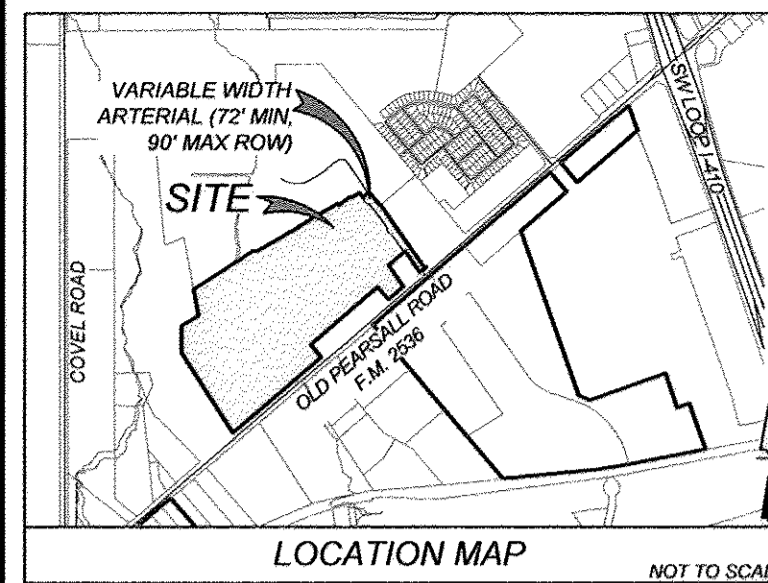 VARIABLE WIDTH
ARTERIAL (72' MIN,
90' MAX ROW)
SITE
SW LOOP I-410
COVEL ROAD
OLD PEARSALL ROAD
F.M. 2536
LOCATION MAP
NOT TO SCAL